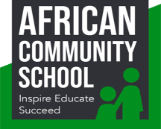 AFRICAN
COMMUNITY
SCHOOL
Inspire Educate
Succeed